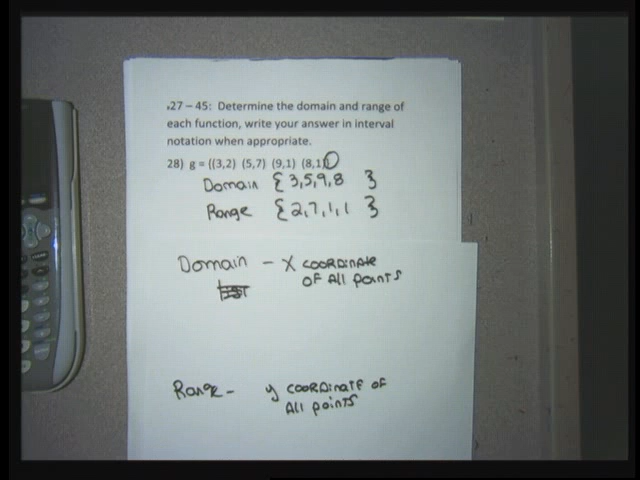 27 – 45: Determine the domain and range of
each function, write your answer in interval
notation when appropriate.
28) g = {(3,2) (5,7) (9,1) (8,1)}
Domain { 3,5,9,8 }
Range { 2,7,1,1 }
Domain - X COORDINATE
OF All points
Range - y COORDINATE OF
All points